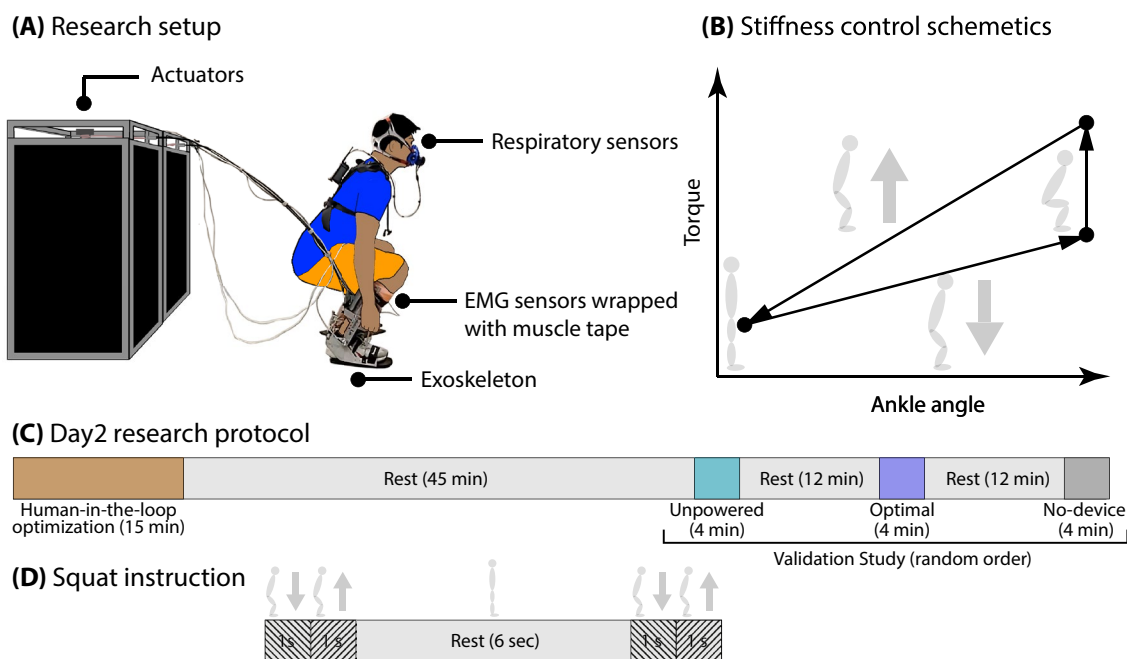 (A) Research setup
Actuators
Respiratory sensors
EMG sensors wrapped
with muscle tape
Exoskeleton
(B) Stiffness control schemetics
Torque
Ankle angle
(C) Day2 research protocol
Rest (45 min)
Rest (12 min)
Rest (12 min)
Human-in-the-loop
optimization (15 min)
Unpowered
(4 min)
Optimal
(4 min)
No-device
(4 min)
Validation Study (random order)
(D) Squat instruction
1 s
1 s
Rest (6 sec)
1 s
1 s